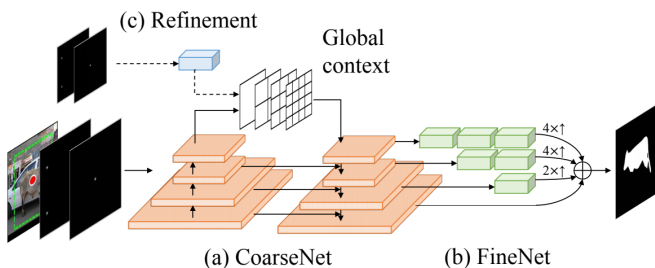 (c) Refinement
Global
context
4×↑
4×↑
2×↑
(a) CoarseNet
(b) FineNet